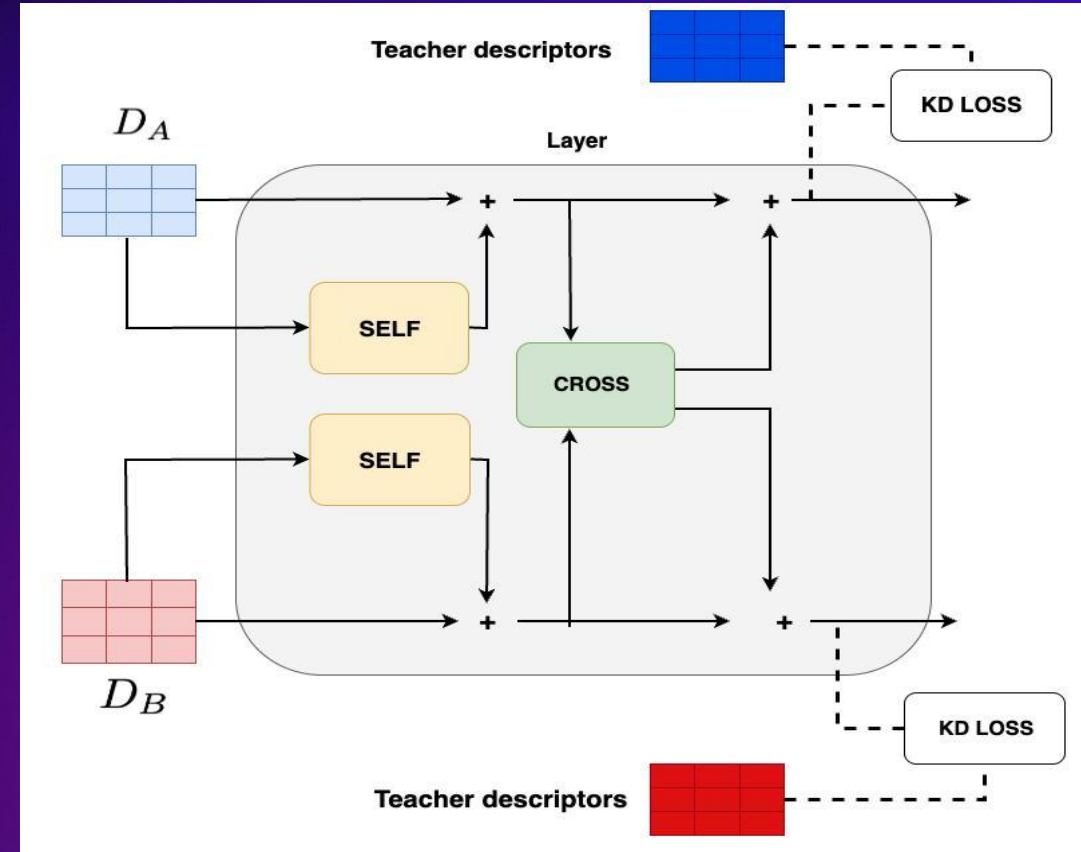 Teacher descriptors
KD LOSS
D_A
Layer
+
+
SELF
CROSS
SELF
+
+
D_B
KD LOSS
Teacher descriptors